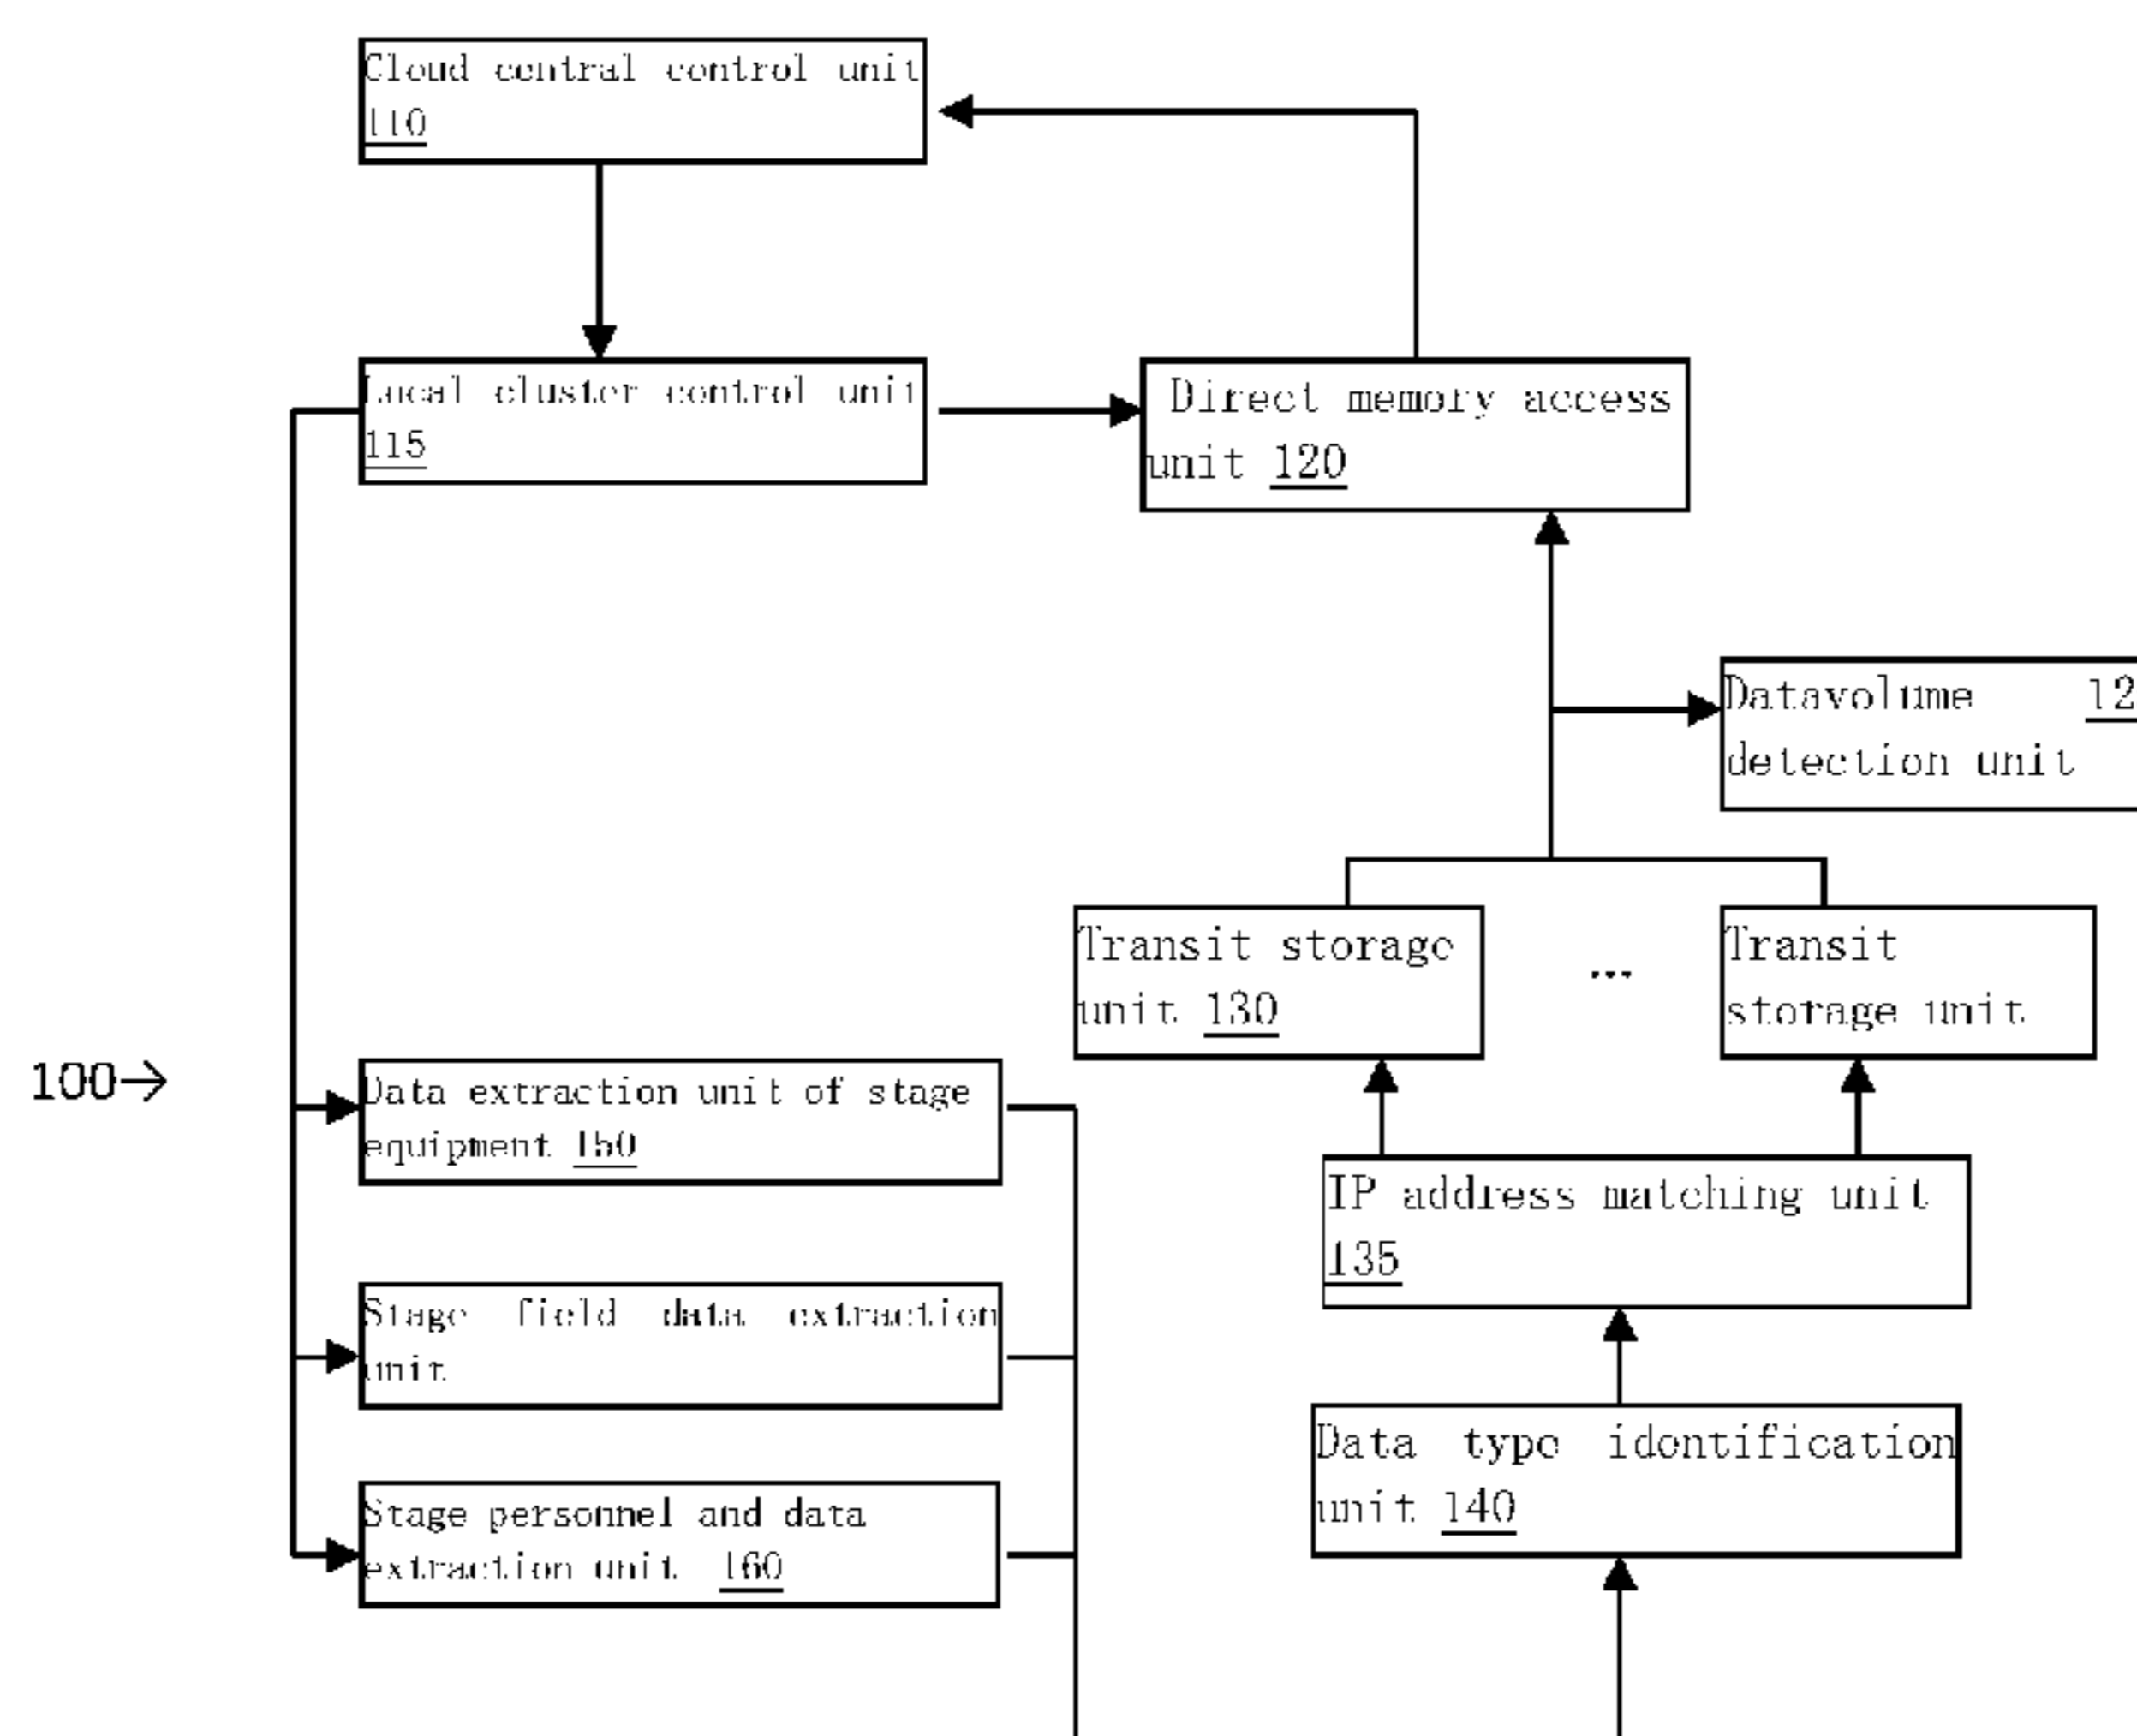 Cloud central control unit
110
Local cluster control unit
115
Direct memory access
unit 120
Datavolume 12
detection unit
Transit storage
unit 130
...
Transit
storage unit
100→
Data extraction unit of stage
equipment 150
IP address matching unit
135
Stage field data extraction
unit
Data type identification
unit 140
Stage personnel and data
extraction unit 160